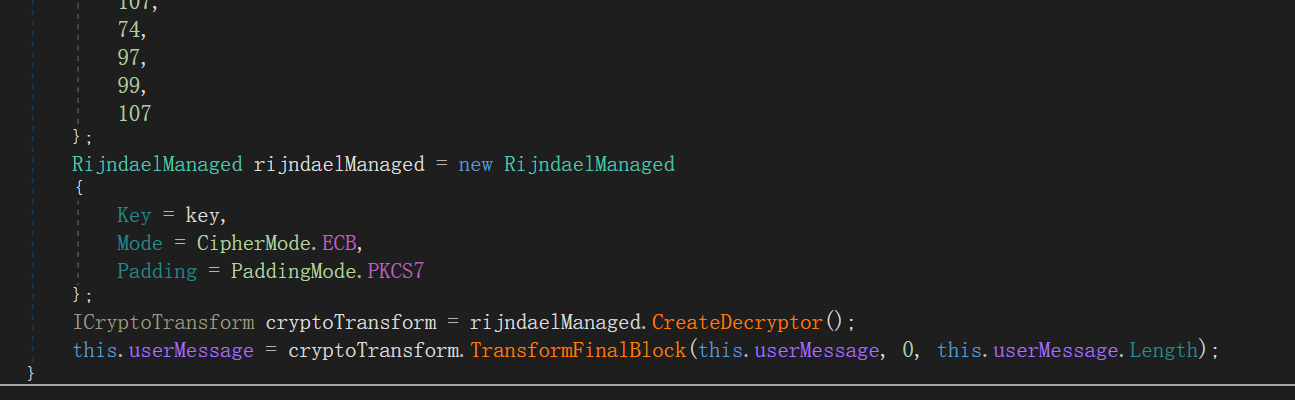 107,
74,
97,
99,
107
};
RijndaelManaged rijndaelManaged = new RijndaelManaged
{
Key = key,
Mode = CipherMode.ECB,
Padding = PaddingMode.PKCS7
};
ICryptoTransform cryptoTransform = rijndaelManaged.CreateDecryptor();
this.userMessage = cryptoTransform.TransformFinalBlock(this.userMessage, 0, this.userMessage.Length);
}